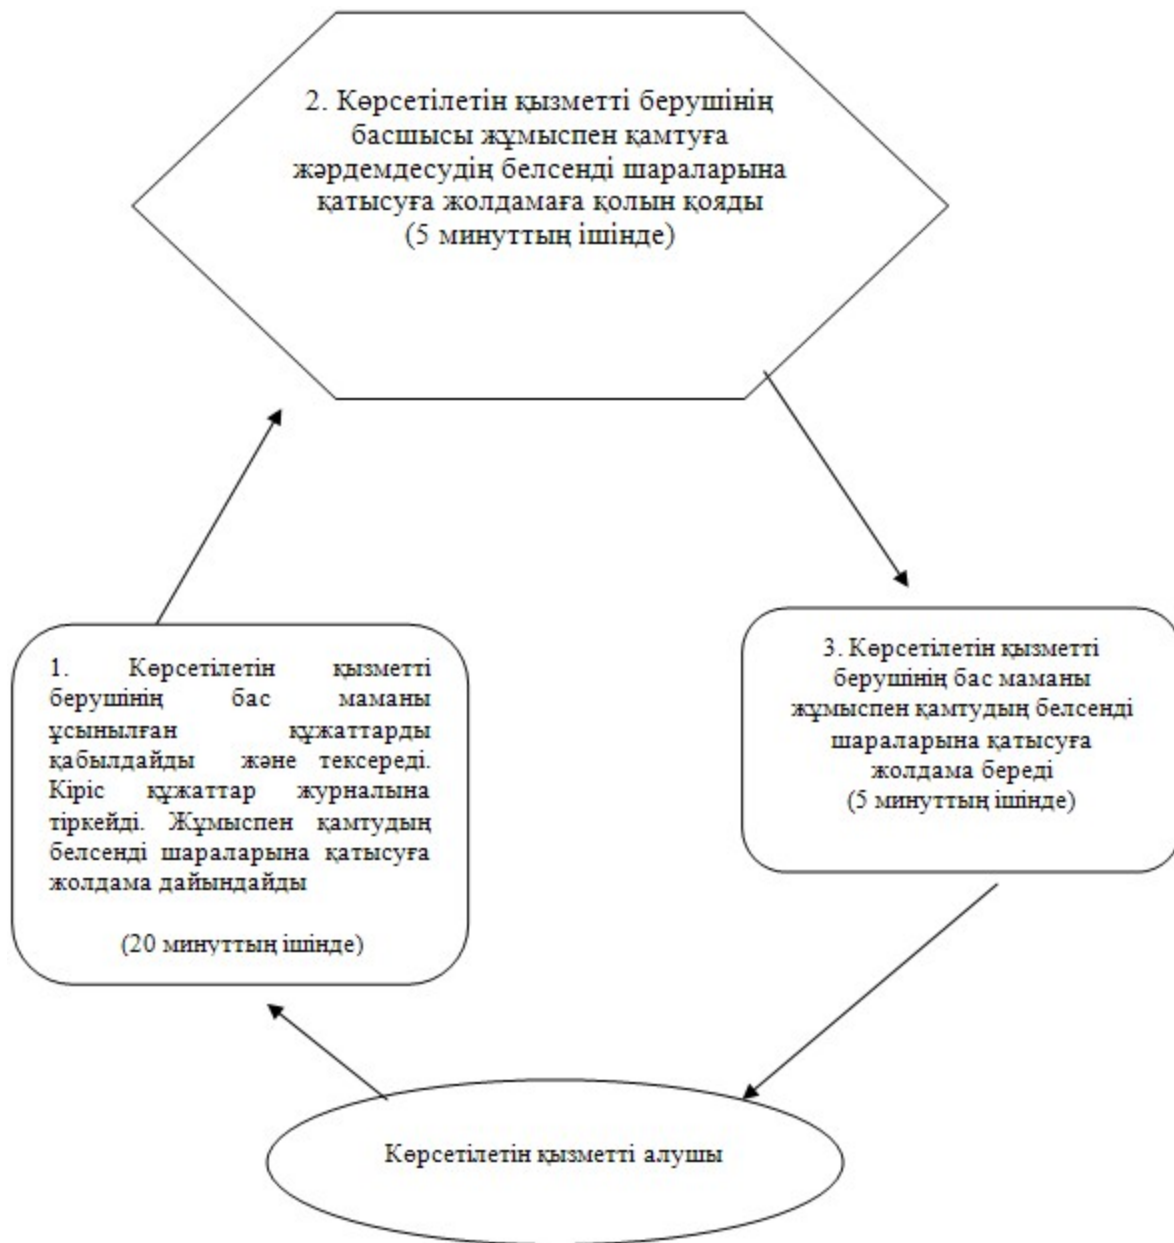 2. Көрсетілетін қызметті берушінің
басшысы жұмыспен қамтуға
жәрдемдесудің белсенді шараларына
қатысуға жолдамаға қолын қояды
(5 минуттың ішінде)
1. Көрсетілетін қызметті
берушінің бас маманы
ұсынылған құжаттарды
қабылдайды және тексереді.
Кіріс құжаттар журналына
тіркейді. Жұмыспен қамтудың
белсенді шараларына қатысуға
жолдама дайындайды
(20 минуттың ішінде)
3. Көрсетілетін қызметті
берушінің бас маманы
жұмыспен қамтудың белсенді
шараларына қатысуға
жолдама береді
(5 минуттың ішінде)
Көрсетілетін қызметті алушы